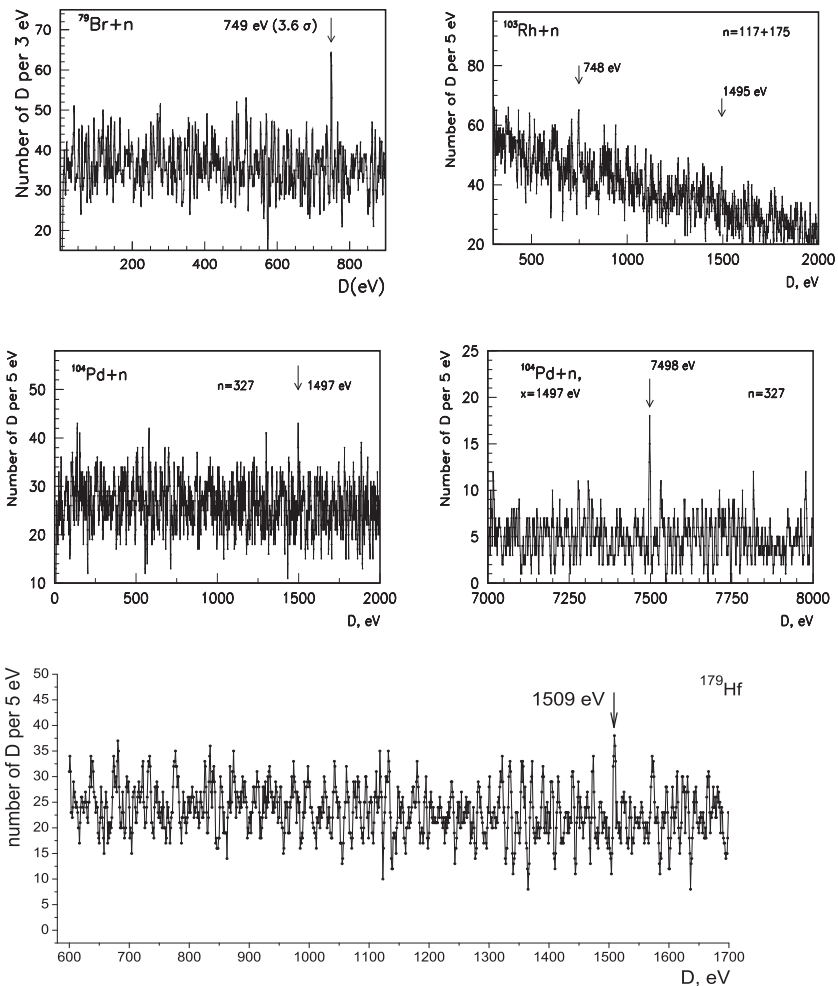 ⁷⁹Br+n
749 eV (3.6 σ)
Number of D per 3 eV
70
60
50
40
30
20
200
400
600
800
D(eV)
¹⁰³Rh+n
n=117+175
748 eV
1495 eV
Number of D per 5 eV
80
60
40
20
500
1000
1500
2000
D, eV
¹⁰⁴Pd+n
n=327
1497 eV
Number of D per 5 eV
50
40
30
20
10
0
500
1000
1500
2000
D, eV
¹⁰⁴Pd+n,
x=1497 eV
7498 eV
n=327
Number of D per 5 eV
25
20
15
10
5
0
7000
7250
7500
7750
8000
D, eV
¹⁷⁹Hf
1509 eV
number of D per 5 eV
50
45
40
35
30
25
20
15
10
5
0
600
700
800
900
1000
1100
1200
1300
1400
1500
1600
1700
D, eV